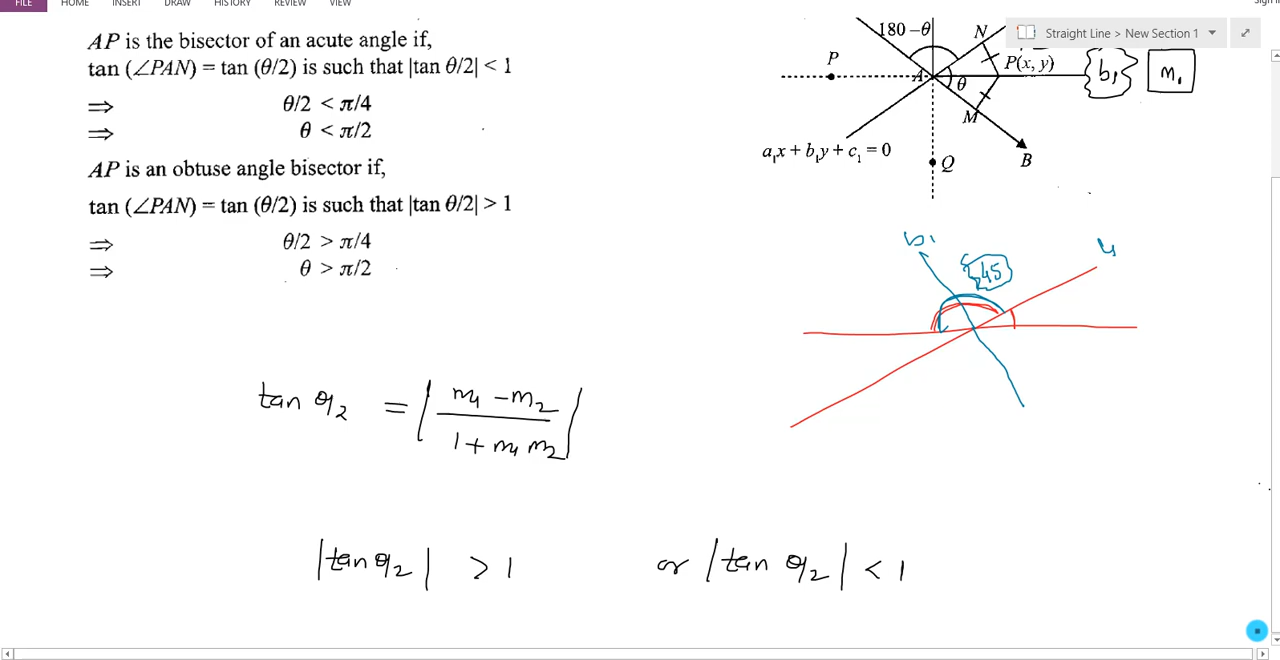 FILE HOME INSERT DRAW HISTORY REVIEW VIEW
Straight Line > New Section 1
AP is the bisector of an acute angle if,
tan (∠PAN) = tan (θ/2) is such that |tan θ/2| < 1
⇒ θ/2 < π/4
⇒ θ < π/2
AP is an obtuse angle bisector if,
tan (∠PAN) = tan (θ/2) is such that |tan θ/2| > 1
⇒ θ/2 > π/4
⇒ θ > π/2
180 – θ
N
P
A
θ
P(x, y)
b₁
m₁
M
a₁x + b₁y + c₁ = 0
Q
B
b₁
45
tan θ/2 = |m₁ - m₂ / 1 + m₁ m₂|
|tan θ/2| > 1 or |tan θ/2| < 1